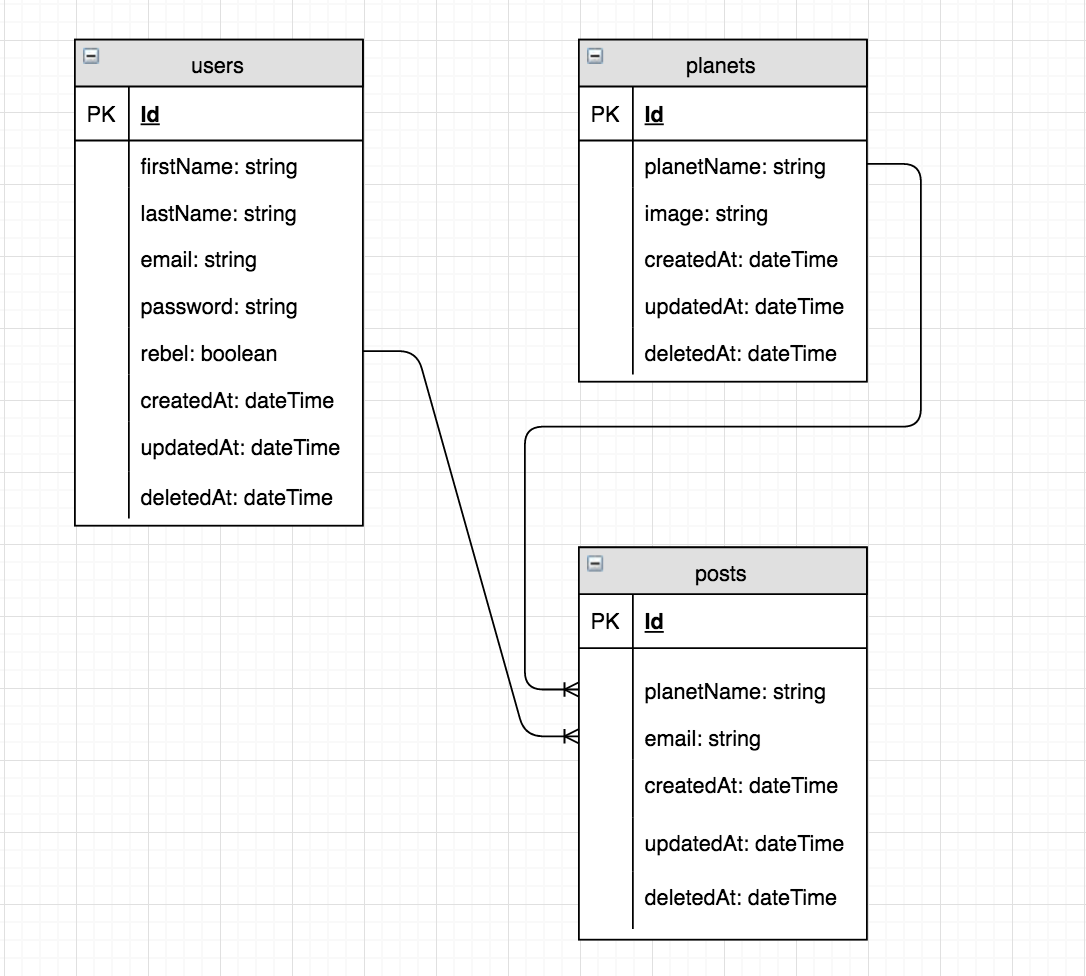 users
PK Id
firstName: string
lastName: string
email: string
password: string
rebel: boolean
createdAt: dateTime
updatedAt: dateTime
deletedAt: dateTime
planets
PK Id
planetName: string
image: string
createdAt: dateTime
updatedAt: dateTime
deletedAt: dateTime
posts
PK Id
planetName: string
email: string
createdAt: dateTime
updatedAt: dateTime
deletedAt: dateTime